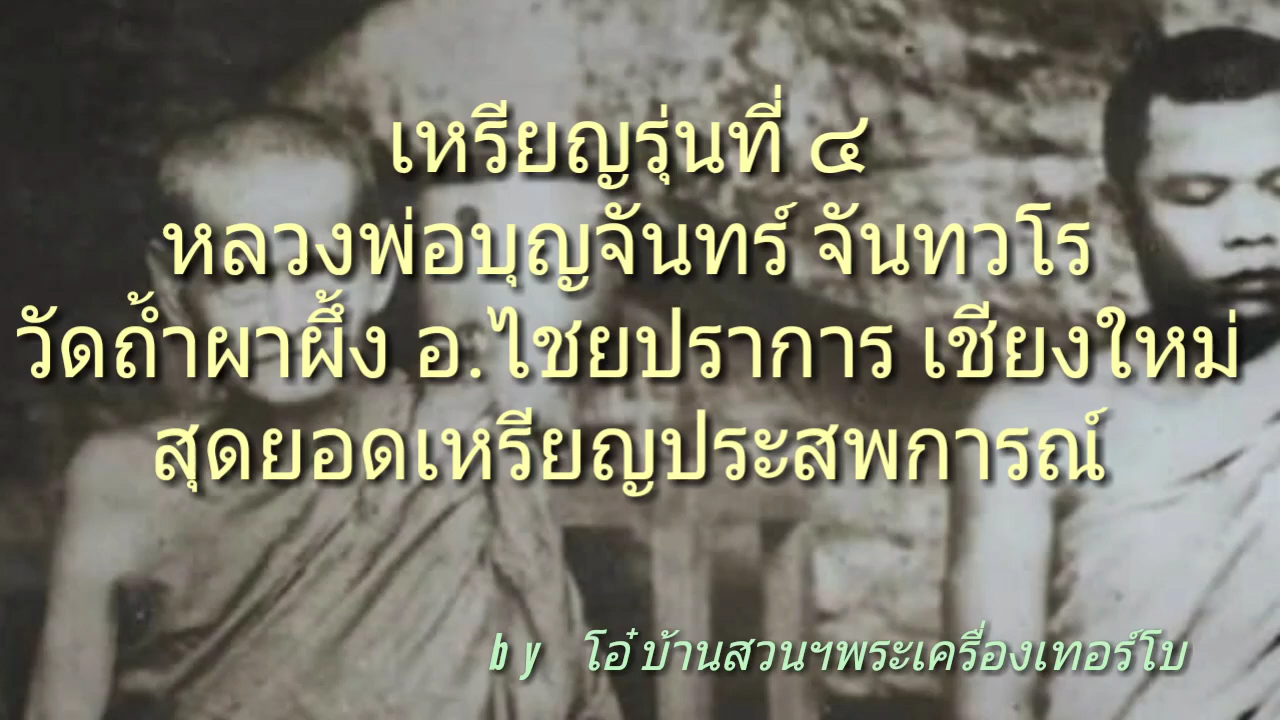 เหรียญรุ่นที่ ๔
หลวงพ่อบุญจันทร์ จันทวโร
วัดถ้ำผาผึ้ง อ.ไชยปราการ เชียงใหม่
สุดยอดเหรียญประสพการณ์
by โอ๋บ้านสวนฯพระเครื่องเทอร์โบ